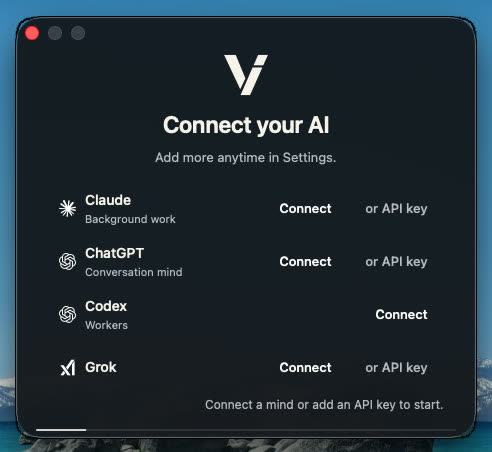 Connect your AI
Add more anytime in Settings.
Claude
Background work
Connect or API key
ChatGPT
Conversation mind
Connect or API key
Codex
Workers
Connect
Grok
Connect or API key
Connect a mind or add an API key to start.